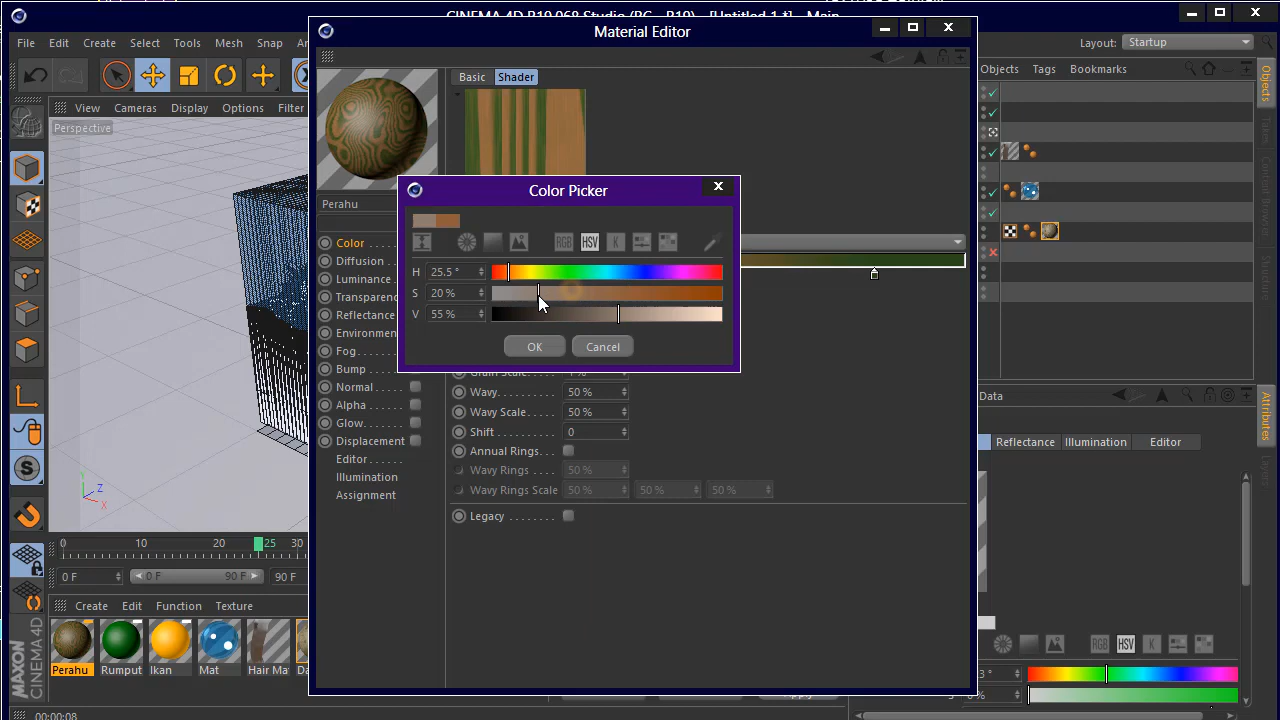 CINEMA 4D R19.068 Studio (RC - R19) - [Untitled 1 *] - Main
Material Editor
File Edit Create Select Tools Mesh Snap
Layout: Startup
Objects Tags Bookmarks
Basic Shader
View Cameras Display Options Filter
Perspective
Color Picker
Perahu
RGB HSV K
Color
H 25.5 °
Diffusion
Luminance
S 20 %
Transparen
V 55 %
Reflectance
Environmen
Fog
OK Cancel
Bump
Normal
Wavy 50 %
Data
Alpha
Wavy Scale 50 %
Glow
Shift 0
Displacement
Reflectance Illumination Editor
Annual Rings
Editor
Wavy Rings 50 %
Illumination
Wavy Rings Scale 50 % 50 % 50 %
Assignment
Legacy
Y
Z
X
0 10 20 25 30
0 F 0 F 90 F 90 F
Create Edit Function Texture
RGB HSV K
Perahu Rumput Ikan Mat Hair Ma
MAXON CINEMA 4D
00:00:08
Objects
Attributes